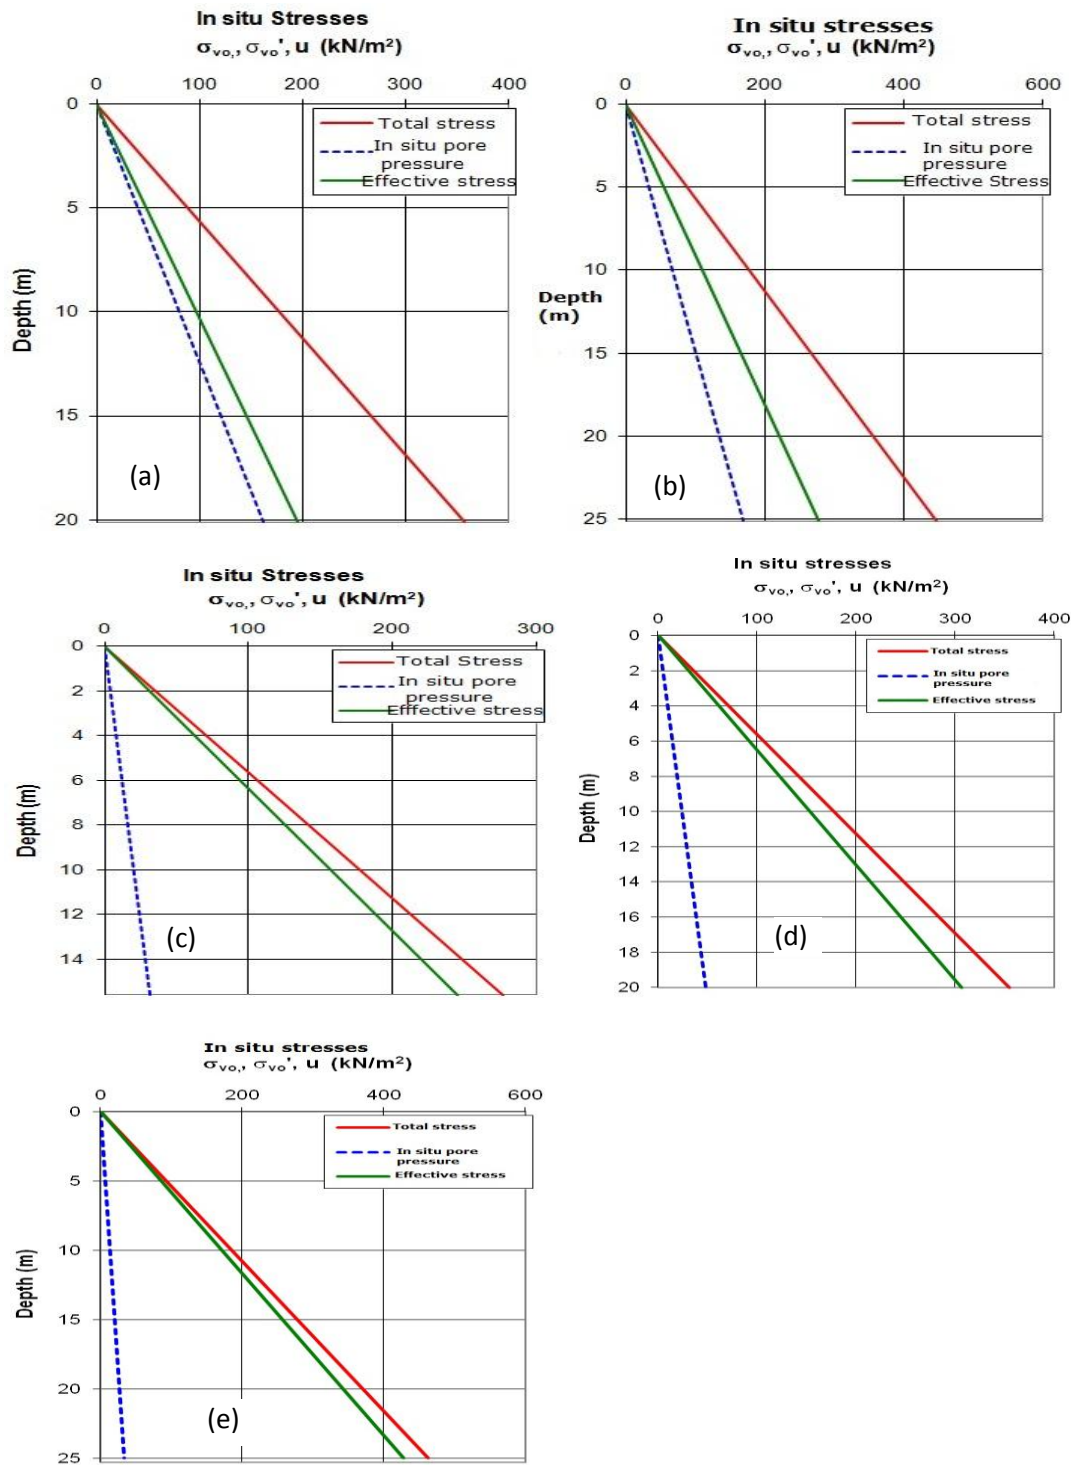 In situ Stresses
σvo,, σvo', u (kN/m²)
0 100 200 300 400
0
5
10
15
20
Depth (m)
Total stress
In situ pore
pressure
Effective stress
(a)
In situ stresses
σvo,, σvo', u (kN/m²)
0 200 400 600
0
5
10
15
20
25
Depth
(m)
Total stress
In situ pore
pressure
Effective Stress
(b)
In situ Stresses
σvo,, σvo', u (kN/m²)
0 100 200 300
0
2
4
6
8
10
12
14
Depth (m)
Total Stress
In situ pore
pressure
Efffective stress
(c)
In situ stresses
σvo,, σvo', u (kN/m²)
0 100 200 300 400
0
2
4
6
8
10
12
14
16
18
20
Depth (m)
Total stress
In situ pore
pressure
Effective stress
(d)
In situ stresses
σvo,, σvo', u (kN/m²)
0 200 400 600
0
5
10
15
20
25
Depth (m)
Total stress
In situ pore
pressure
Effective stress
(e)